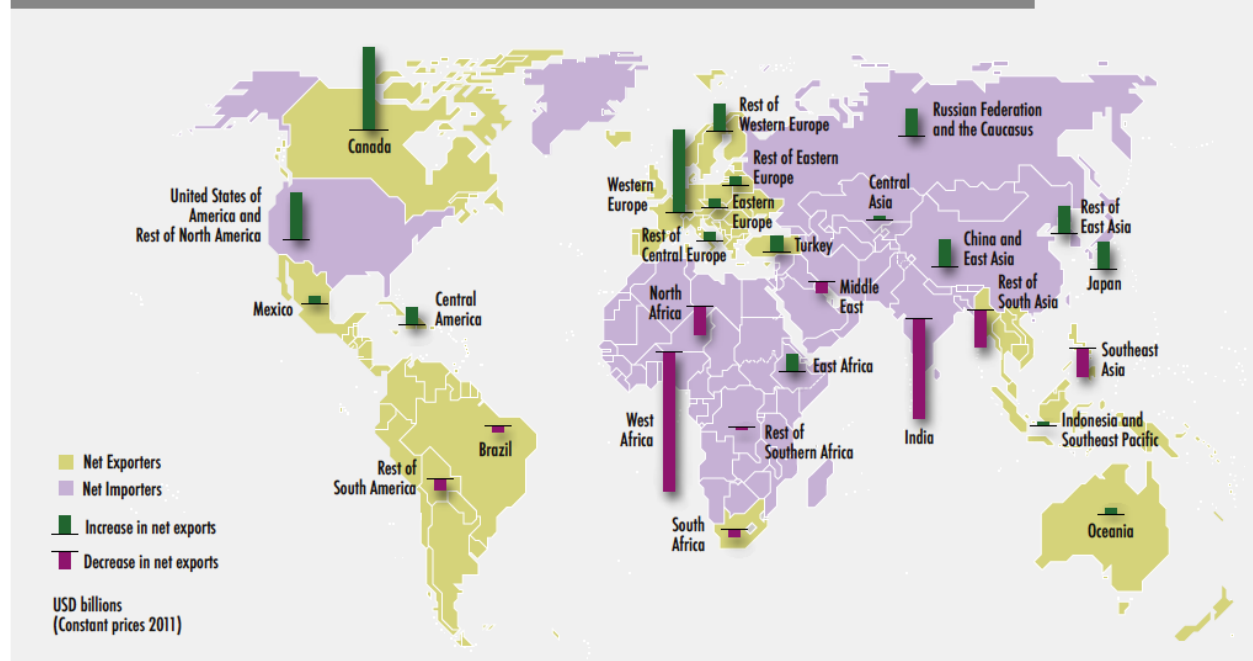 Canada
United States of
America and
Rest of North America
Mexico
Central
America
Brazil
Rest of
South America
Western
Europe
Rest of
Western Europe
Rest of Eastern
Europe
Eastern
Europe
Rest of
Central Europe
Turkey
Russian Federation
and the Caucasus
Central
Asia
China and
East Asia
Rest of
East Asia
Japan
Middle
East
Rest of
South Asia
North
Africa
East Africa
West
Africa
Rest of
Southern Africa
South
Africa
India
Southeast
Asia
Indonesia and
Southeast Pacific
Oceania
Net Exporters
Net Importers
Increase in net exports
Decrease in net exports
USD billions
(Constant prices 2011)